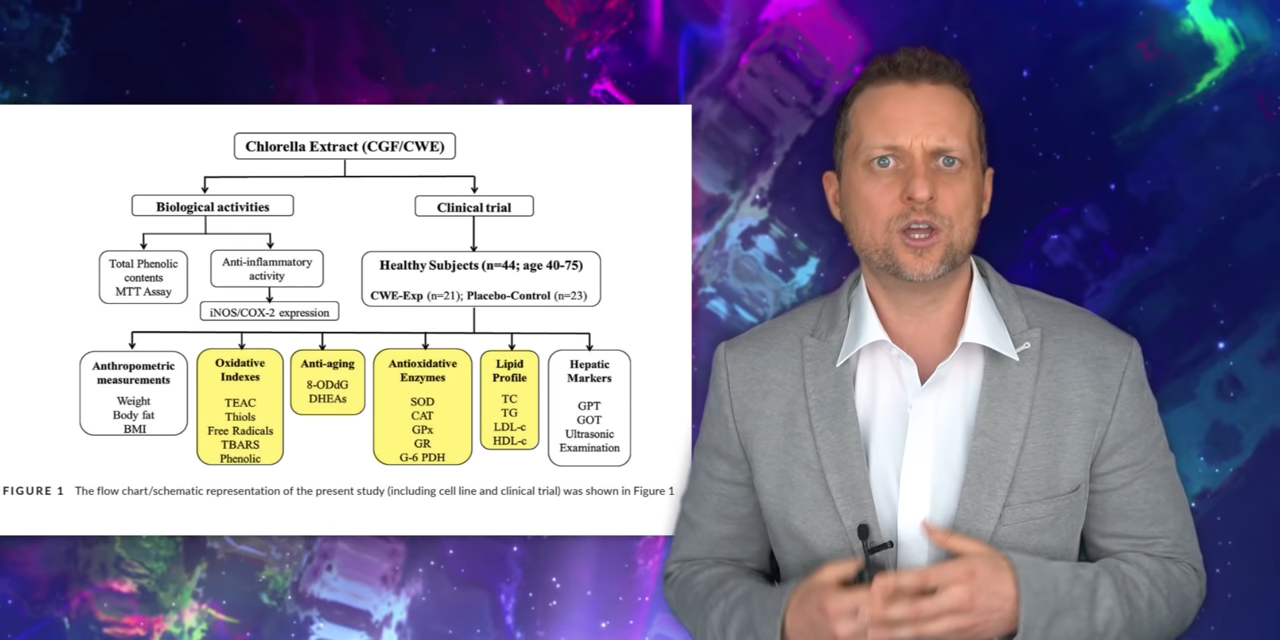 Chlorella Extract (CGF/CWE)
Biological activities
Clinical trial
Total Phenolic
contents
MTT Assay
Anti-inflammatory
activity
iNOS/COX-2 expression
Healthy Subjects (n=44; age 40-75)
CWE-Exp (n=21); Placebo-Control (n=23)
Anthropometric
measurements
Weight
Body fat
BMI
Oxidative
Indexes
TEAC
Thiols
Free Radicals
TBARS
Phenolic
Anti-aging
8-ODdG
DHEAs
Antioxidative
Enzymes
SOD
CAT
GPx
GR
G-6 PDH
Lipid
Profile
TC
TG
LDL-c
HDL-c
Hepatic
Markers
GPT
GOT
Ultrasonic
Examination
FIGURE 1 The flow chart/schematic representation of the present study (including cell line and clinical trial) was shown in Figure 1